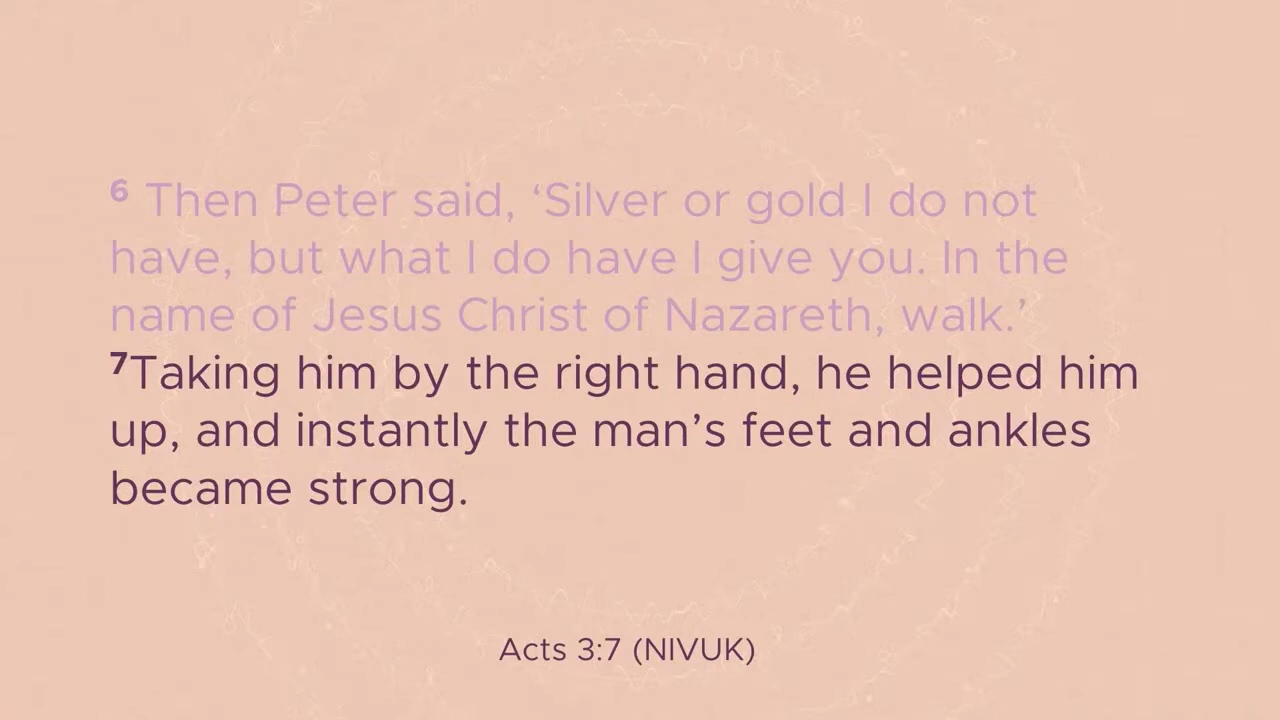 6 Then Peter said, ‘Silver or gold I do not
have, but what I do have I give you. In the
name of Jesus Christ of Nazareth, walk.’
7Taking him by the right hand, he helped him
up, and instantly the man’s feet and ankles
became strong.
Acts 3:7 (NIVUK)